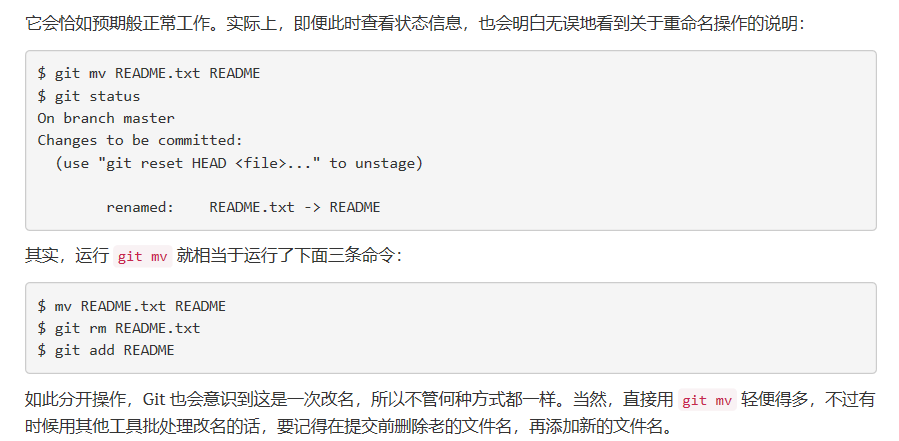 它会恰如预期般正常工作。实际上，即便此时查看状态信息，也会明白无误地看到关于重命名操作的说明：
$ git mv README.txt README
$ git status
On branch master
Changes to be committed:
  (use "git reset HEAD <file>..." to unstage)
        renamed:    README.txt -> README
其实，运行 git mv 就相当于运行了下面三条命令：
$ mv README.txt README
$ git rm README.txt
$ git add README
如此分开操作，Git 也会意识到这是一次改名，所以不管何种方式都一样。当然，直接用 git mv 轻便得多，不过有
时候用其他工具批处理改名的话，要记得在提交前删除老的文件名，再添加新的文件名。